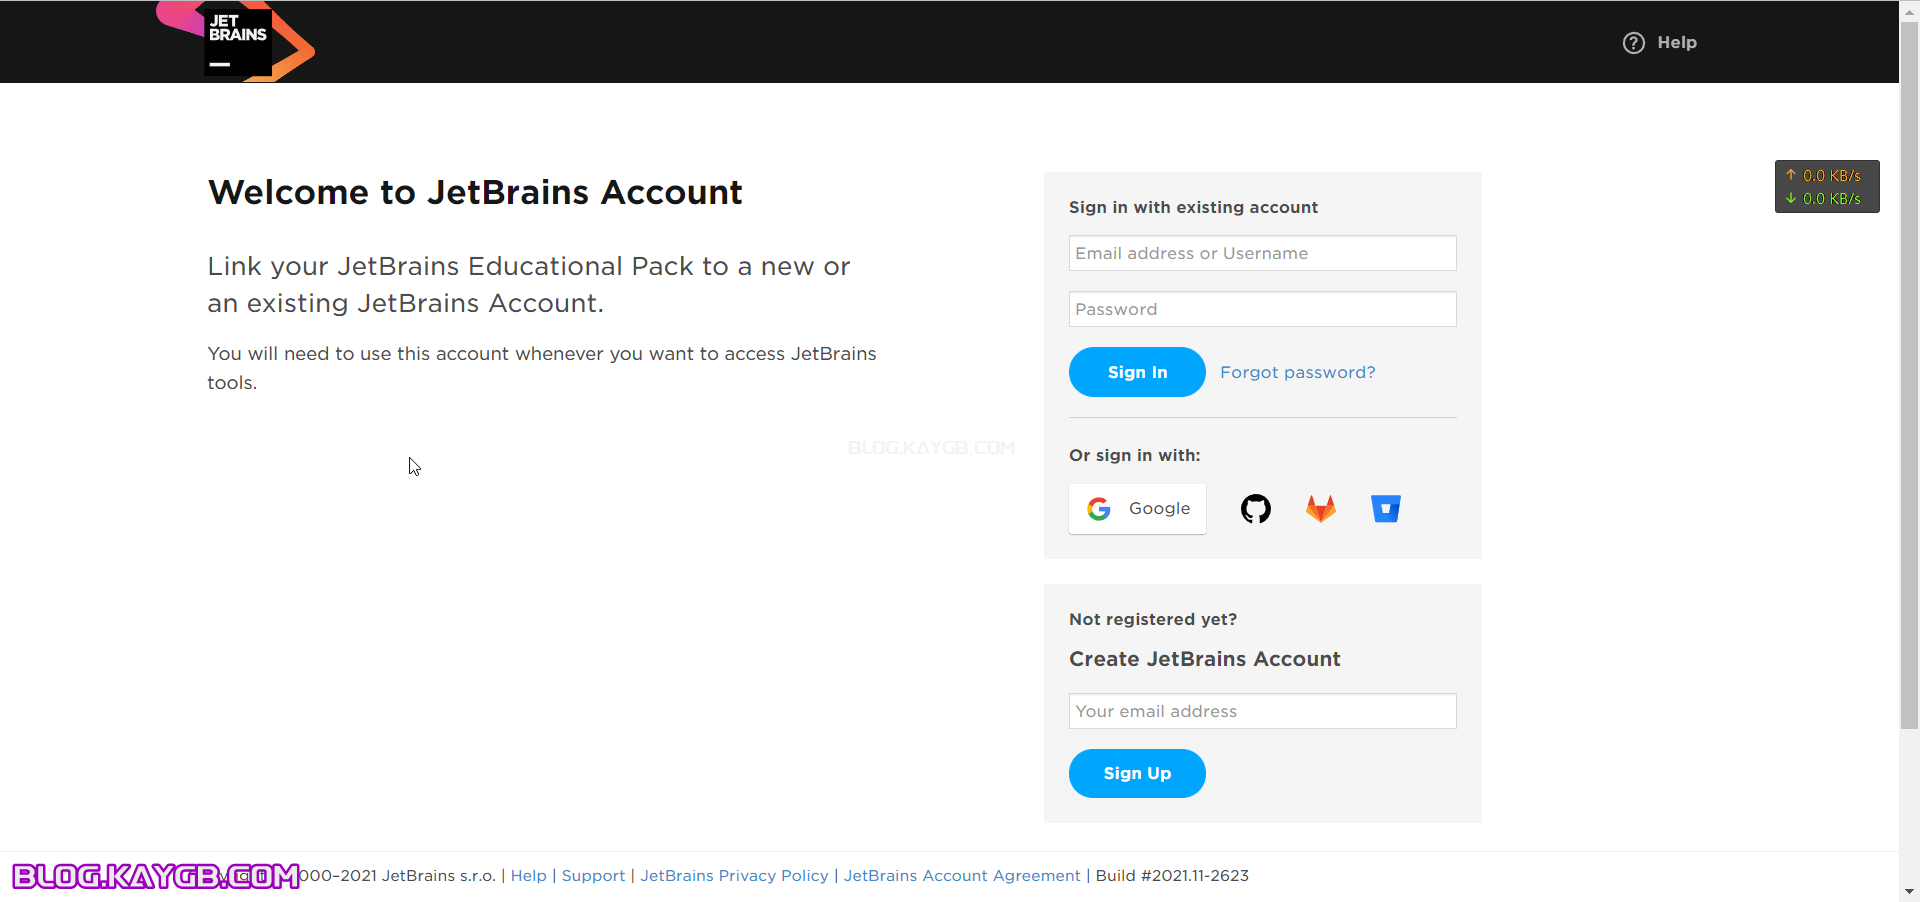 JET
BRAINS
Help
Welcome to JetBrains Account
Link your JetBrains Educational Pack to a new or
an existing JetBrains Account.
You will need to use this account whenever you want to access JetBrains
tools.
Sign in with existing account
Email address or Username
Password
Sign In Forgot password?
Or sign in with:
Google
Not registered yet?
Create JetBrains Account
Your email address
Sign Up
↑ 0.0 KB/s
↓ 0.0 KB/s
BLOG.KAYGB.COM
BLOG.KAYGB.COM
000–2021 JetBrains s.r.o. | Help | Support | JetBrains Privacy Policy | JetBrains Account Agreement | Build #2021.11-2623